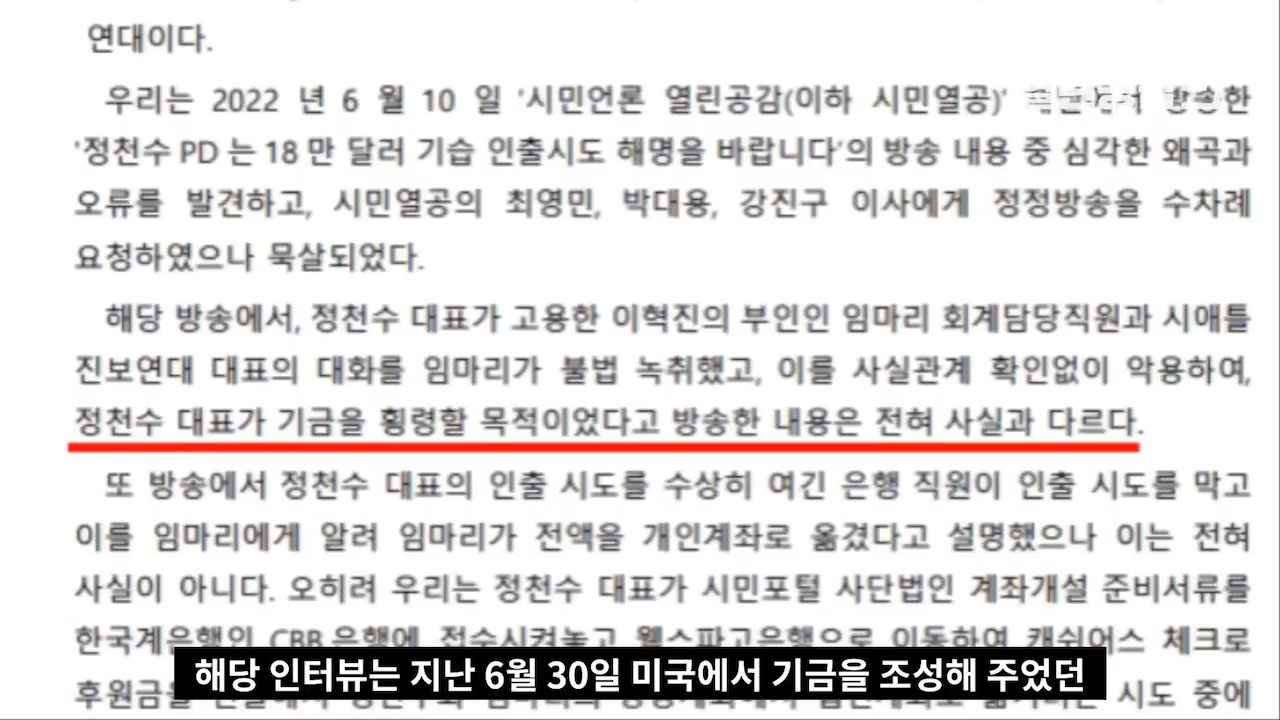 연대이다.
우리는 2022 년 6 월 10 일 '시민언론 열린공감(이하 시민열공)' 방송한
'정천수 PD 는 18 만 달러 기습 인출시도 해명을 바랍니다'의 방송 내용 중 심각한 왜곡과
오류를 발견하고, 시민열공의 최영민, 박대용, 강진구 이사에게 정정방송을 수차례
요청하였으나 묵살되었다.
해당 방송에서, 정천수 대표가 고용한 이혁진의 부인인 임마리 회계담당직원과 시애틀
진보연대 대표의 대화를 임마리가 불법 녹취했고, 이를 사실관계 확인없이 악용하여,
정천수 대표가 기금을 횡령할 목적이었다고 방송한 내용은 전혀 사실과 다르다.
또 방송에서 정천수 대표의 인출 시도를 수상히 여긴 은행 직원이 인출 시도를 막고
이를 임마리에게 알려 임마리가 전액을 개인계좌로 옮겼다고 설명했으나 이는 전혀
사실이 아니다. 오히려 우리는 정천수 대표가 시민포털 사단법인 계좌개설 준비서류를
한국계은행인 CBB 은행에 접수시켜놓고 웰스파고은행으로 이동하여 캐쉬어스 체크로
후원금을 시도 중에
해당 인터뷰는 지난 6월 30일 미국에서 기금을 조성해 주었던